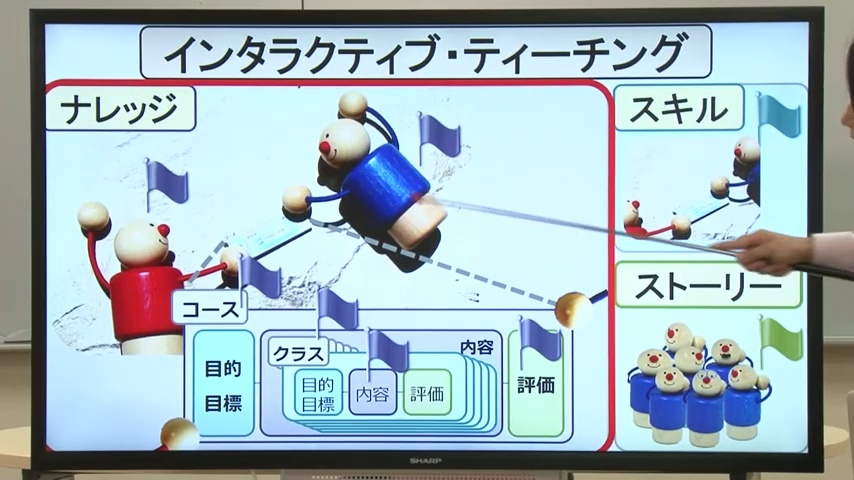 インタラクティブ・ティーチング
ナレッジ
スキル
ストーリー
コース
目的
目標
クラス
内容
目的
目標
内容
評価
評価
SHARP